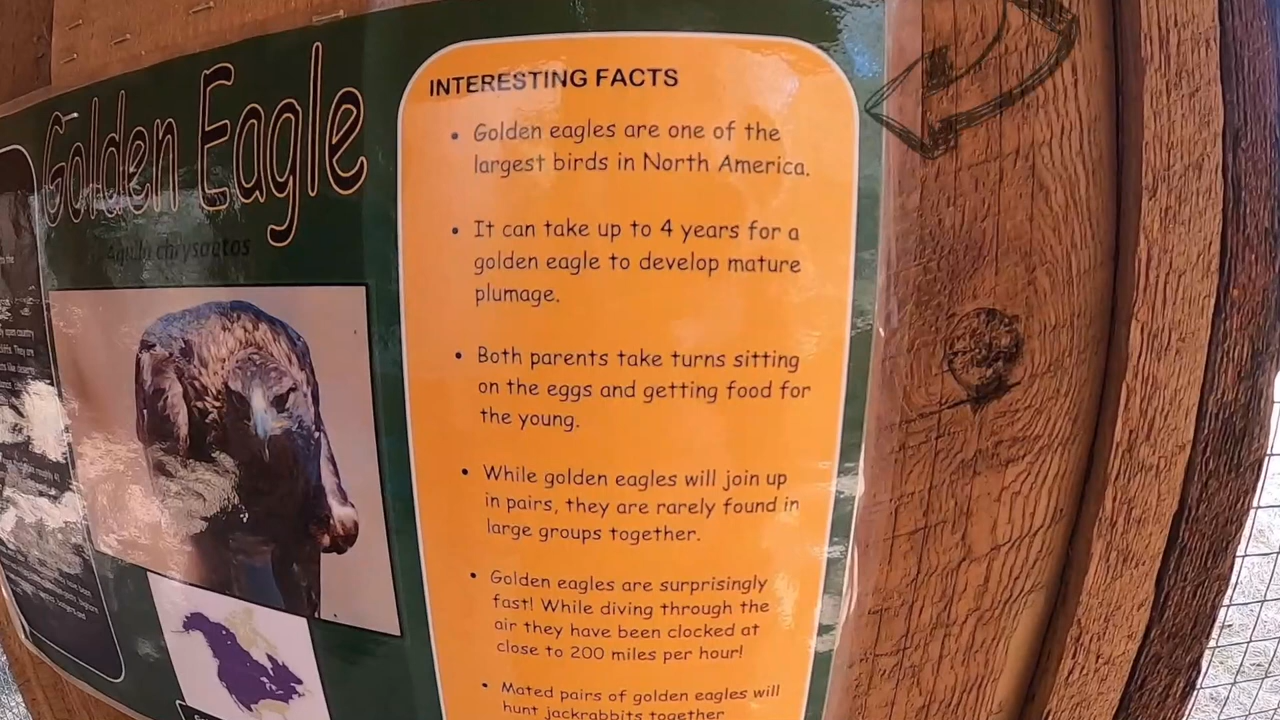 Golden Eagle
Aquila chrysaetos
INTERESTING FACTS
• Golden eagles are one of the
largest birds in North America.
• It can take up to 4 years for a
golden eagle to develop mature
plumage.
• Both parents take turns sitting
on the eggs and getting food for
the young.
• While golden eagles will join up
in pairs, they are rarely found in
large groups together.
• Golden eagles are surprisingly
fast! While diving through the
air they have been clocked at
close to 200 miles per hour!
• Mated pairs of golden eagles will
hunt jackrabbits together